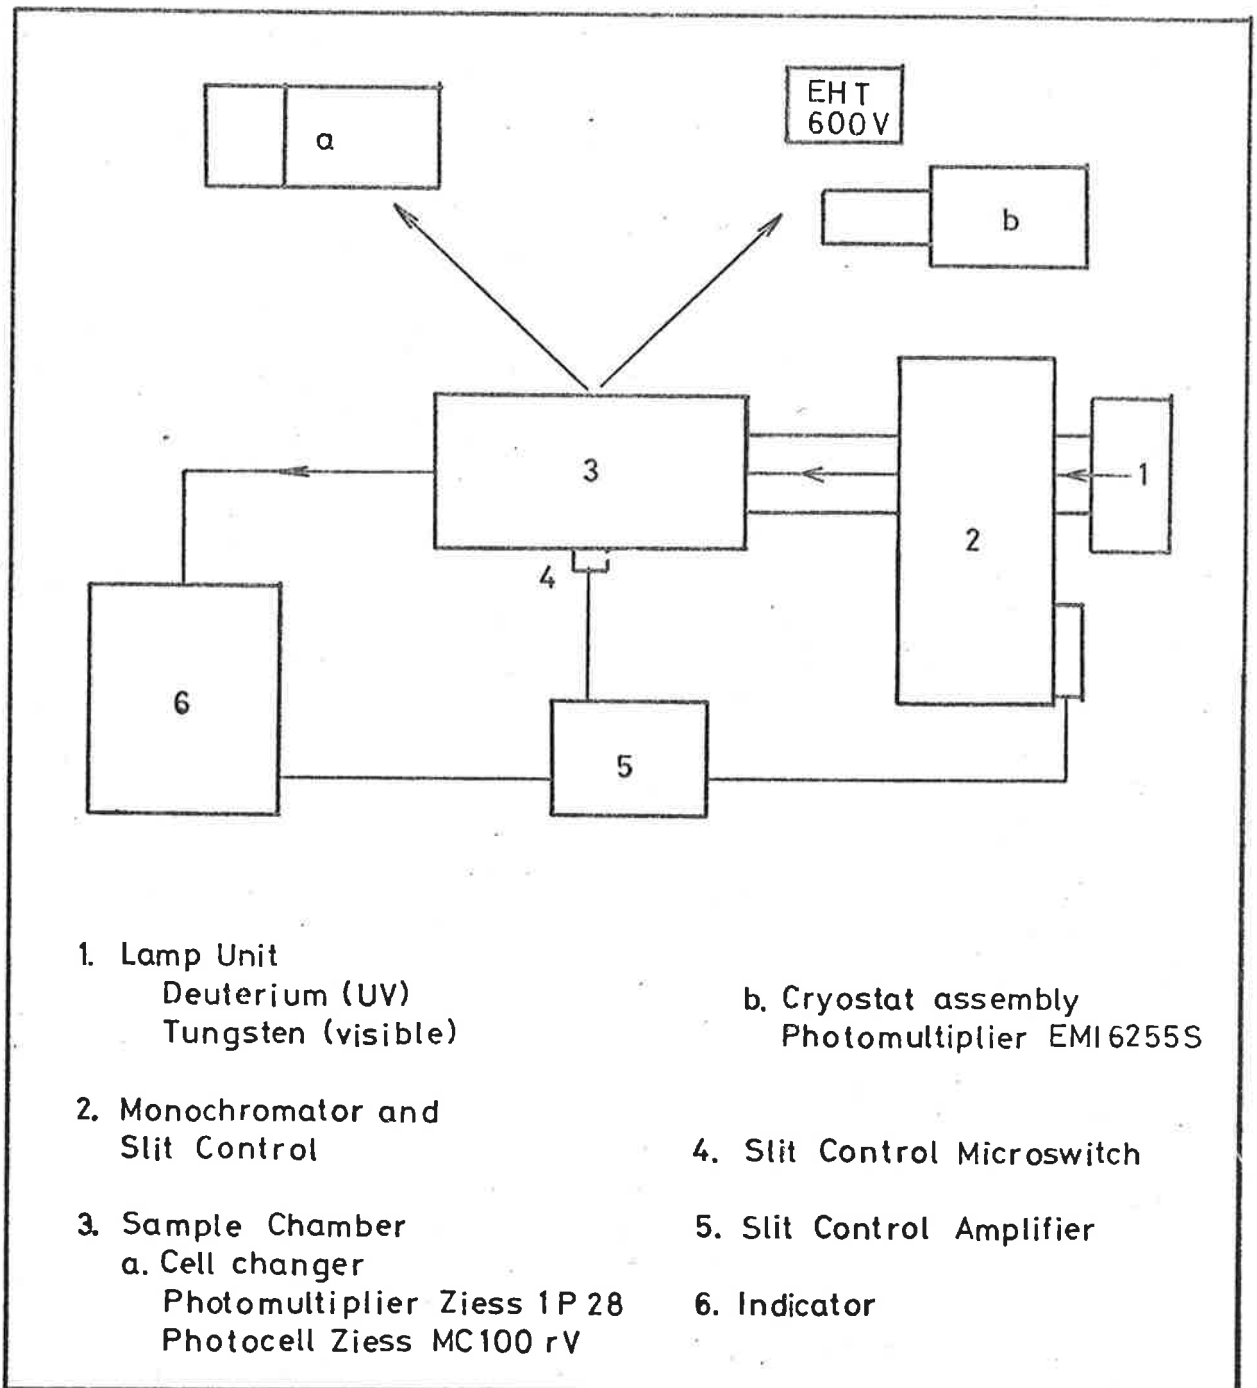 a
EHT
600V
b
3
1
2
4
6
5
1. Lamp Unit
Deuterium (UV)
Tungsten (visible)
2. Monochromator and
Slit Control
3. Sample Chamber
a. Cell changer
Photomultiplier Ziess 1P28
Photocell Ziess MC100 rV
b. Cryostat assembly
Photomultiplier EMI6255S
4. Slit Control Microswitch
5. Slit Control Amplifier
6. Indicator